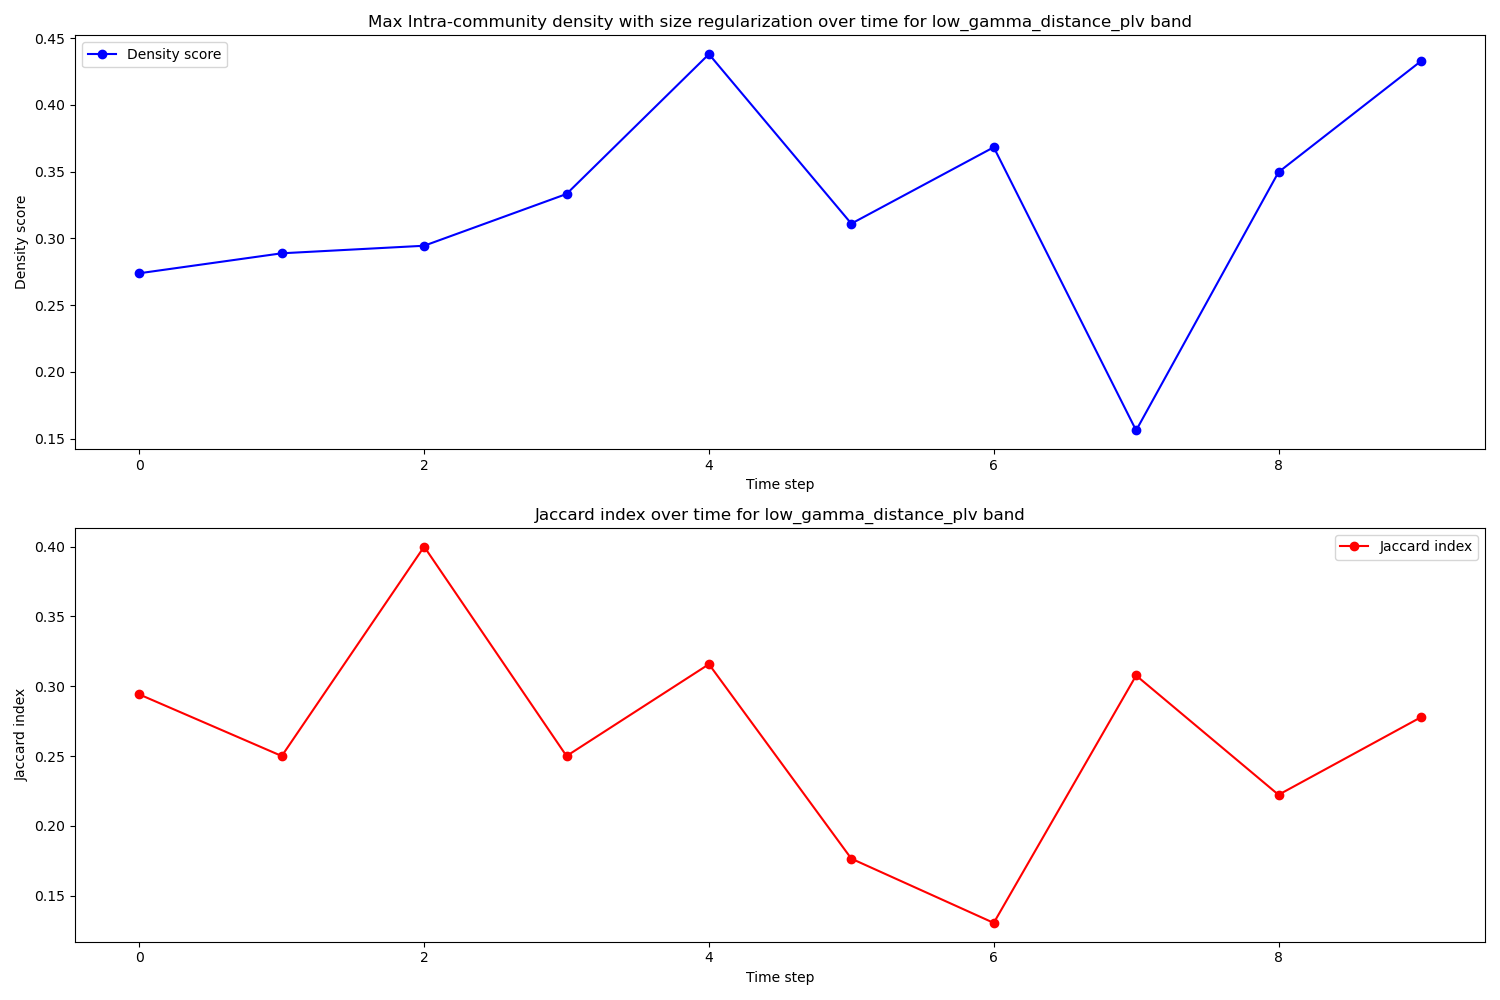 Max Intra-community density with size regularization over time for low_gamma_distance_plv band
Density score
0.45
0.40
0.35
0.30
0.25
0.20
0.15
Density score
0
2
4
6
8
Time step
Jaccard index over time for low_gamma_distance_plv band
Jaccard index
0.40
0.35
0.30
0.25
0.20
0.15
Jaccard index
0
2
4
6
8
Time step